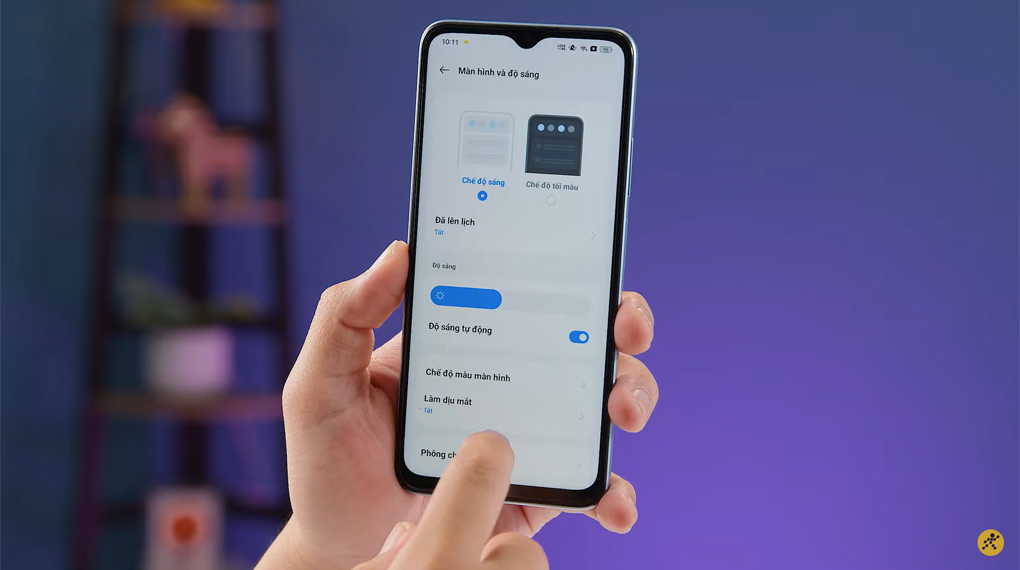 10:11
Màn hình và độ sáng
Chế độ sáng
Chế độ tối màu
Đã lên lịch
Tắt
Độ sáng
Độ sáng tự động
Chế độ màu màn hình
Làm dịu mắt
Tắt
Phông